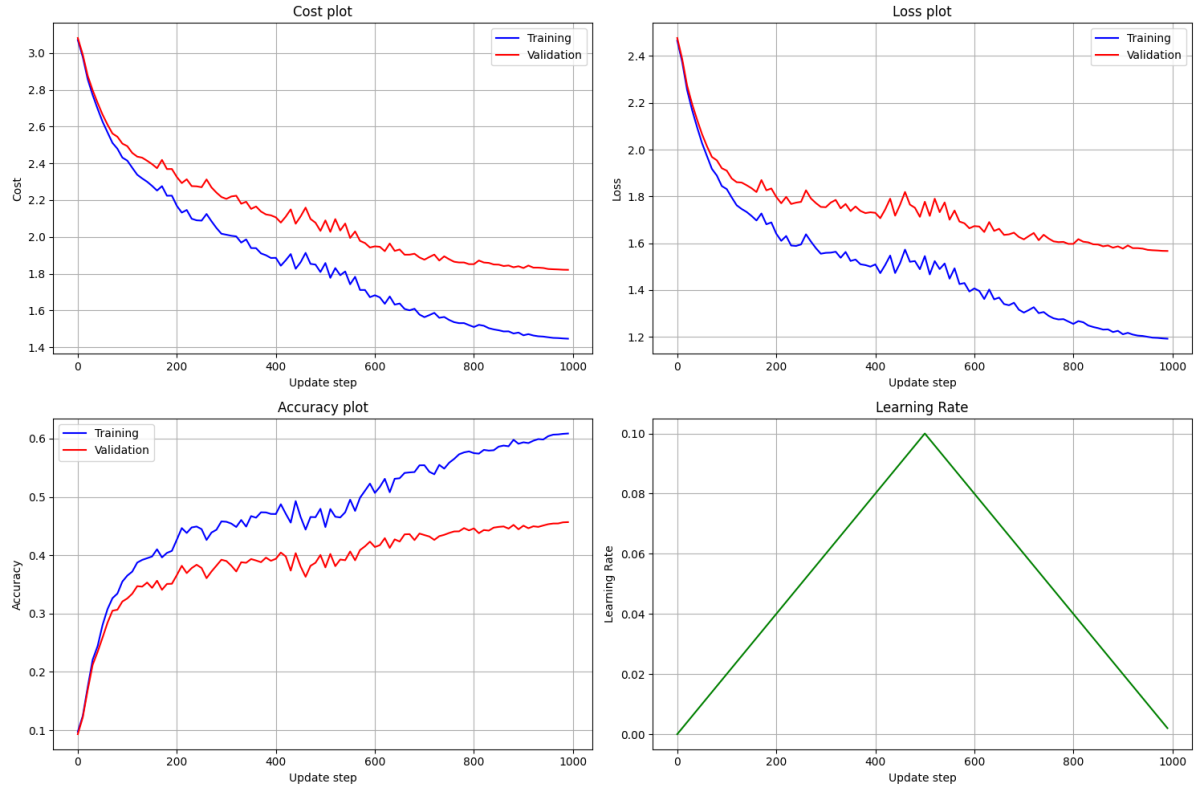 Cost plot
Training
Validation
3.0
2.8
2.6
2.4
2.2
2.0
1.8
1.6
1.4
Cost
0 200 400 600 800 1000
Update step
Loss plot
Training
Validation
2.4
2.2
2.0
1.8
1.6
1.4
1.2
Loss
0 200 400 600 800 1000
Update step
Accuracy plot
Training
Validation
0.6
0.5
0.4
0.3
0.2
0.1
Accuracy
0 200 400 600 800 1000
Update step
Learning Rate
0.10
0.08
0.06
0.04
0.02
0.00
Learning Rate
0 200 400 600 800 1000
Update step